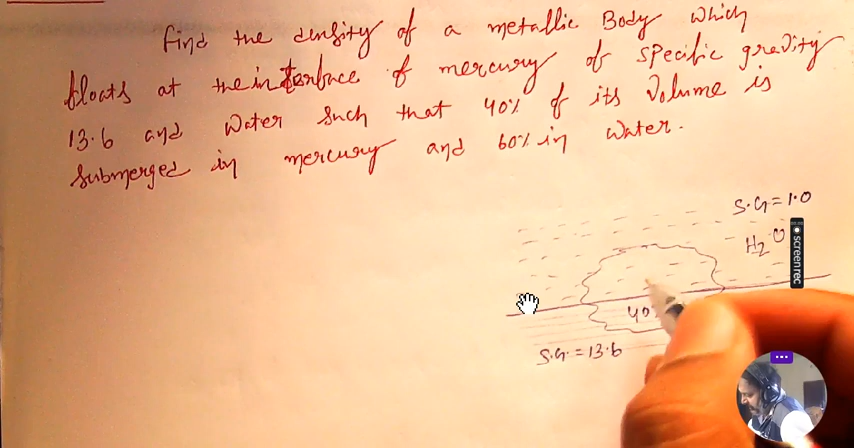 Find the density of a metallic Body which
floats at the interface of mercury of specific gravity
13.6 and Water such that 40% of its Volume is
submerged in mercury and 60% in Water.
S.G = 1.0
H2O
40
S.G. = 13.6
screenrec